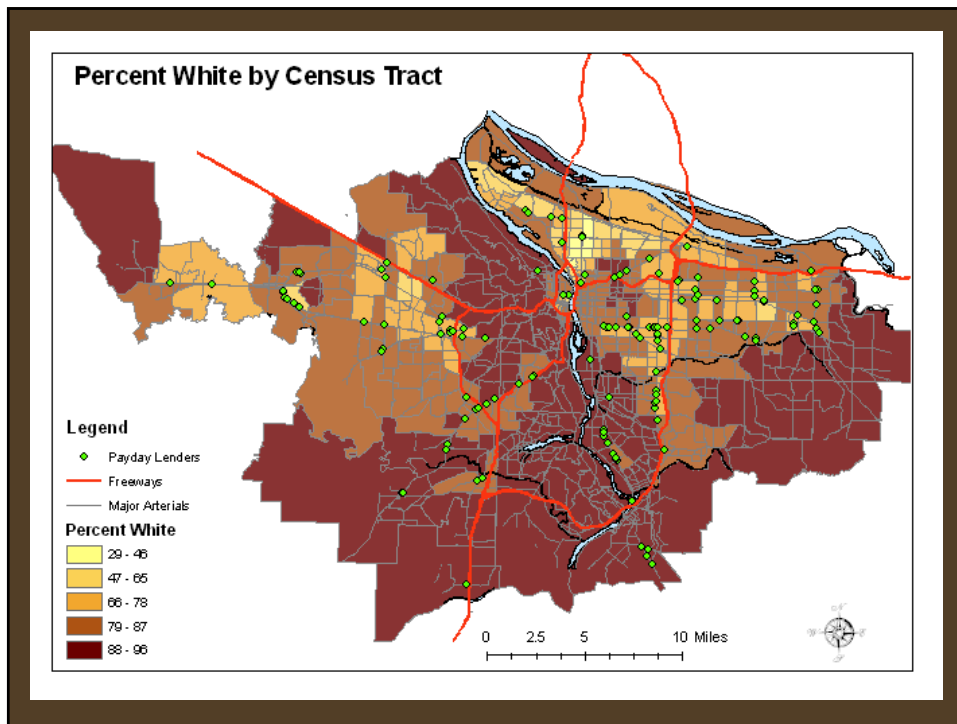 Percent White by Census Tract
Legend
Payday Lenders
Freeways
Major Arterials
Percent White
29 - 46
47 - 65
66 - 78
79 - 87
88 - 96
0 2.5 5 10 Miles
N
W E
S